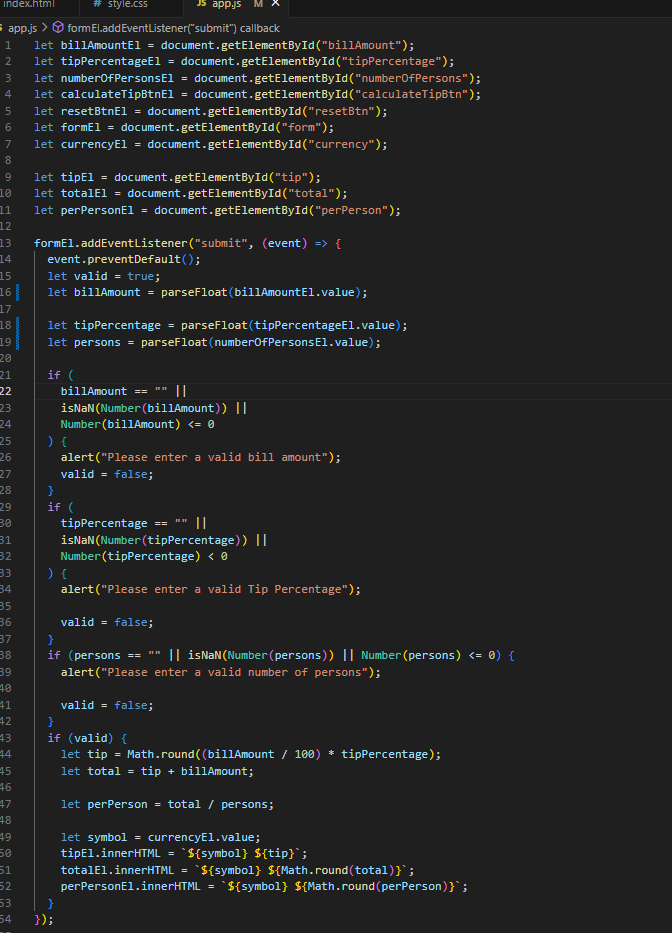 index.html # style.css JS app.js M X
app.js > formEl.addEventListener("submit") callback
1 let billAmountEl = document.getElementById("billAmount");
2 let tipPercentageEl = document.getElementById("tipPercentage");
3 let numberOfPersonsEl = document.getElementById("numberOfPersons");
4 let calculateTipBtnEl = document.getElementById("calculateTipBtn");
5 let resetBtnEl = document.getElementById("resetBtn");
6 let formEl = document.getElementById("form");
7 let currencyEl = document.getElementById("currency");
8
9 let tipEl = document.getElementById("tip");
10 let totalEl = document.getElementById("total");
11 let perPersonEl = document.getElementById("perPerson");
12
13 formEl.addEventListener("submit", (event) => {
14 event.preventDefault();
15 let valid = true;
16 let billAmount = parseFloat(billAmountEl.value);
17
18 let tipPercentage = parseFloat(tipPercentageEl.value);
19 let persons = parseFloat(numberOfPersonsEl.value);
20
21 if (
22 billAmount == "" ||
23 isNaN(Number(billAmount)) ||
24 Number(billAmount) <= 0
25 ) {
26 alert("Please enter a valid bill amount");
27 valid = false;
28 }
29 if (
30 tipPercentage == "" ||
31 isNaN(Number(tipPercentage)) ||
32 Number(tipPercentage) < 0
33 ) {
34 alert("Please enter a valid Tip Percentage");
35
36 valid = false;
37 }
38 if (persons == "" || isNaN(Number(persons)) || Number(persons) <= 0) {
39 alert("Please enter a valid number of persons");
40
41 valid = false;
42 }
43 if (valid) {
44 let tip = Math.round((billAmount / 100) * tipPercentage);
45 let total = tip + billAmount;
46
47 let perPerson = total / persons;
48
49 let symbol = currencyEl.value;
50 tipEl.innerHTML = `${symbol} ${tip}`;
51 totalEl.innerHTML = `${symbol} ${Math.round(total)}`;
52 perPersonEl.innerHTML = `${symbol} ${Math.round(perPerson)}`;
53 }
54 });